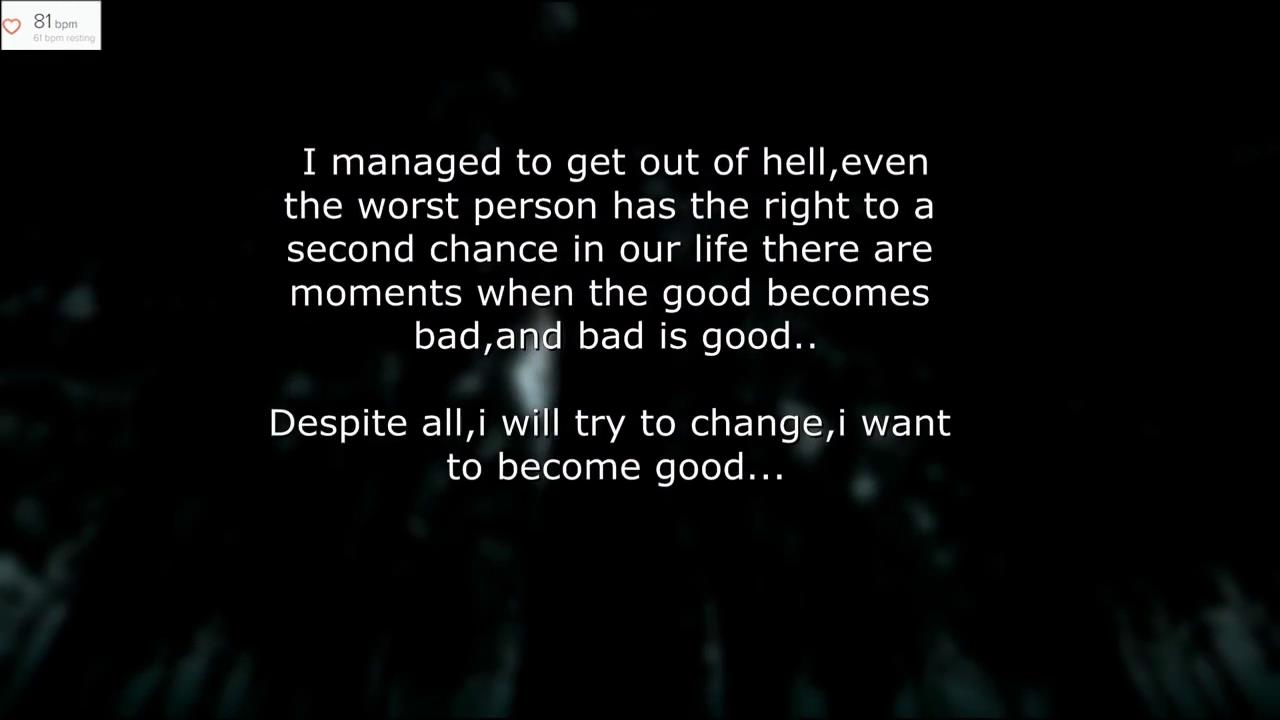 81 bpm
61 bpm resting
I managed to get out of hell,even
the worst person has the right to a
second chance in our life there are
moments when the good becomes
bad,and bad is good..
Despite all,i will try to change,i want
to become good...